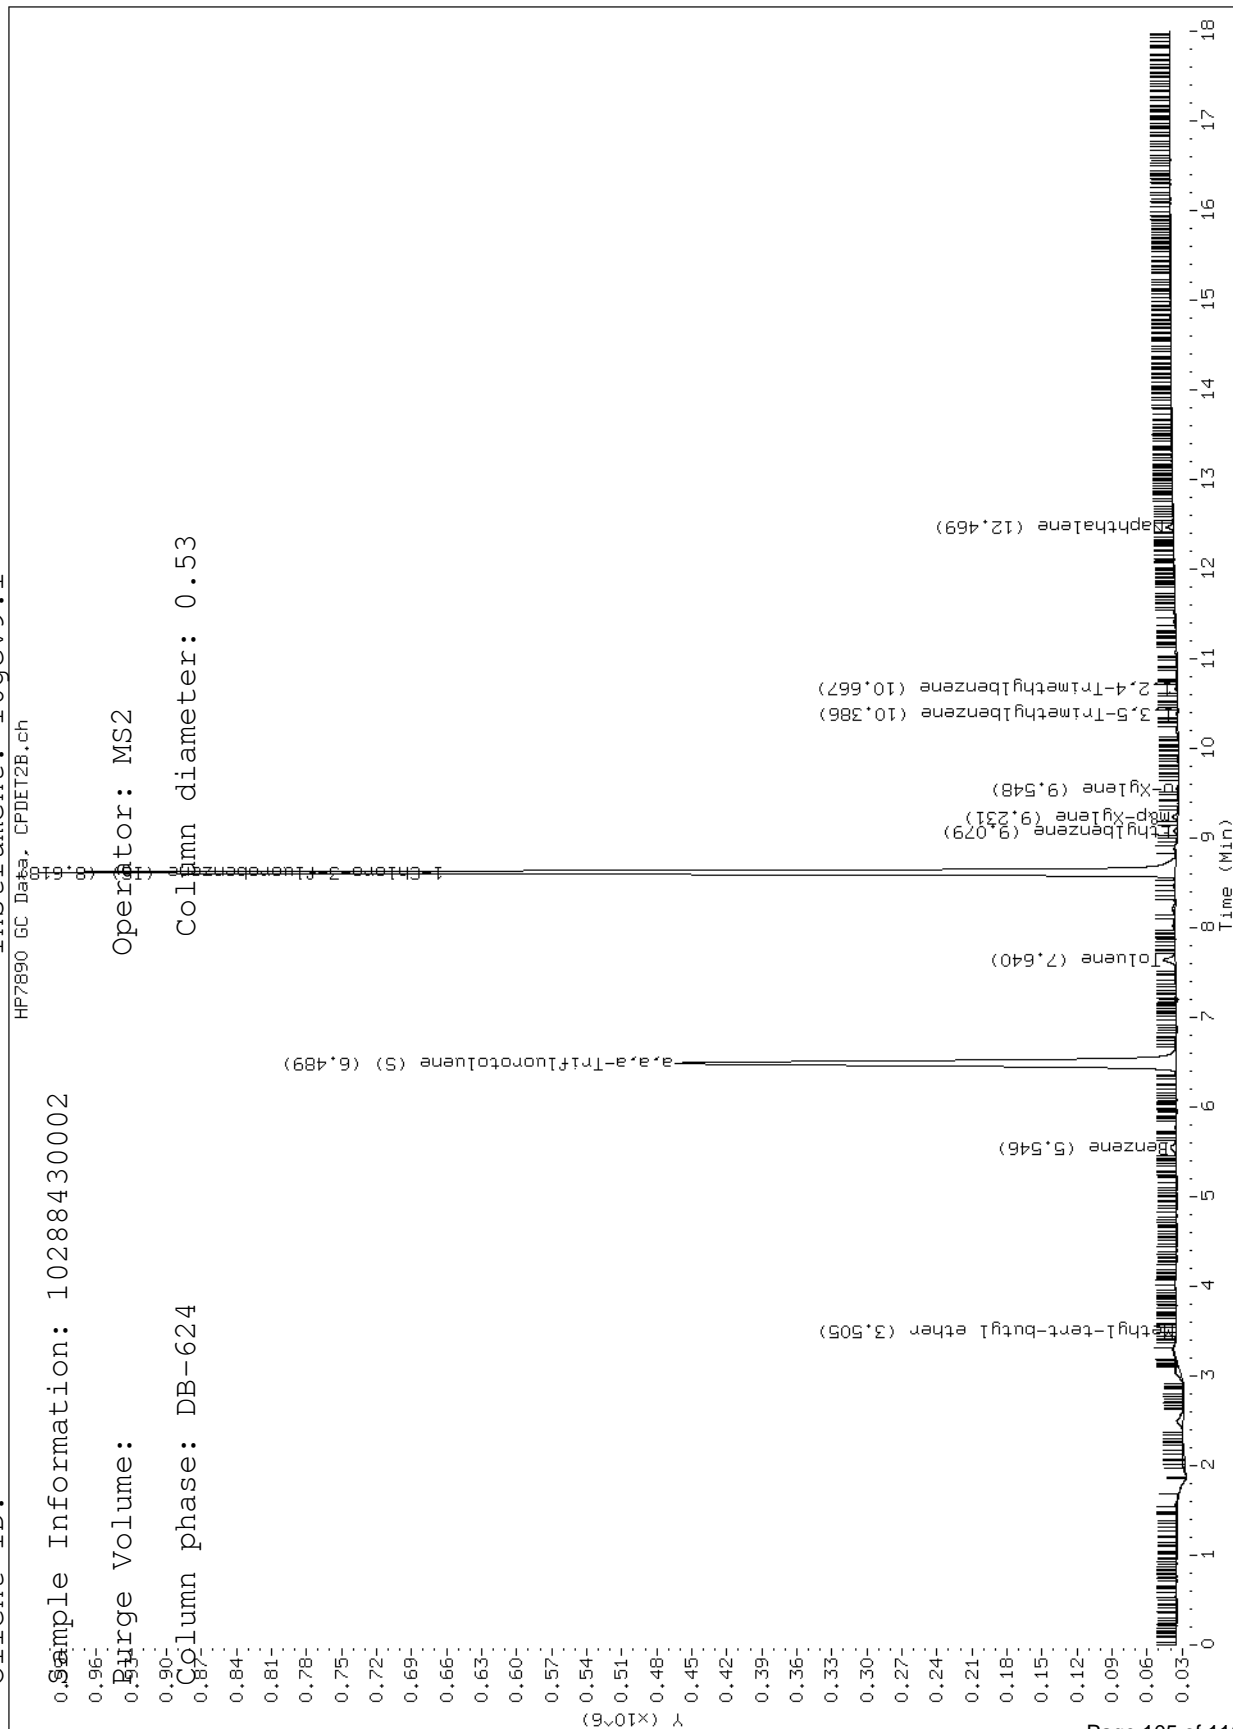 HP7890 GC Data, CPDET2B.ch
Sample Information: 10288430002
Purge Volume:
Operator: MS2
Column phase: DB-624
Column diameter: 0.53
Y (x10^6)
0.96
0.93
0.90
0.87
0.84
0.81
0.78
0.75
0.72
0.69
0.66
0.63
0.60
0.57
0.54
0.51
0.48
0.45
0.42
0.39
0.36
0.33
0.30
0.27
0.24
0.21
0.18
0.15
0.12
0.09
0.06
0.03
Methyl-tert-butyl ether (3.505)
Benzene (5.546)
a,a,a-Trifluorotoluene (S) (6.489)
Toluene (7.640)
1-Chloro-2-fluorobenzene (IS) (8.618)
Ethylbenzene (9.079)
m&p-Xylene (9.231)
o-Xylene (9.548)
1,3,5-Trimethylbenzene (10.386)
1,2,4-Trimethylbenzene (10.667)
Naphthalene (12.469)
0 1 2 3 4 5 6 7 8 9 10 11 12 13 14 15 16 17 18
Time (Min)